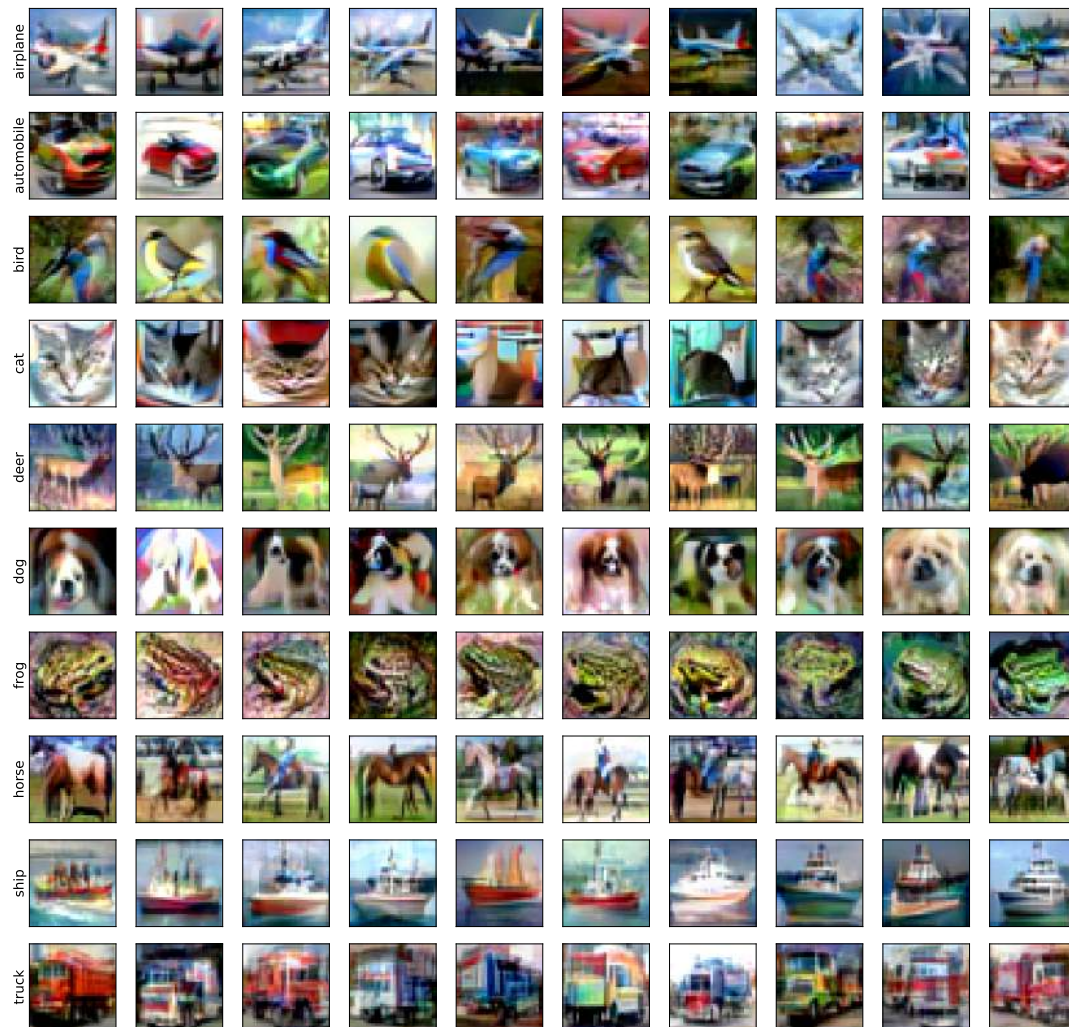 airplane
automobile
bird
cat
deer
dog
frog
horse
ship
truck